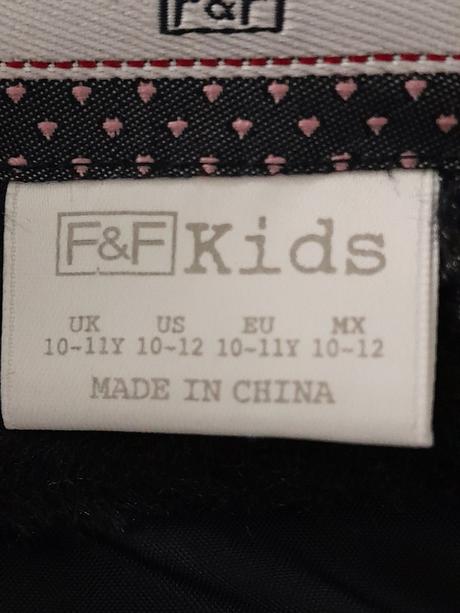 F&F
F&F Kids
UK US EU MX
10-11Y 10-12 10-11Y 10-12
MADE IN CHINA